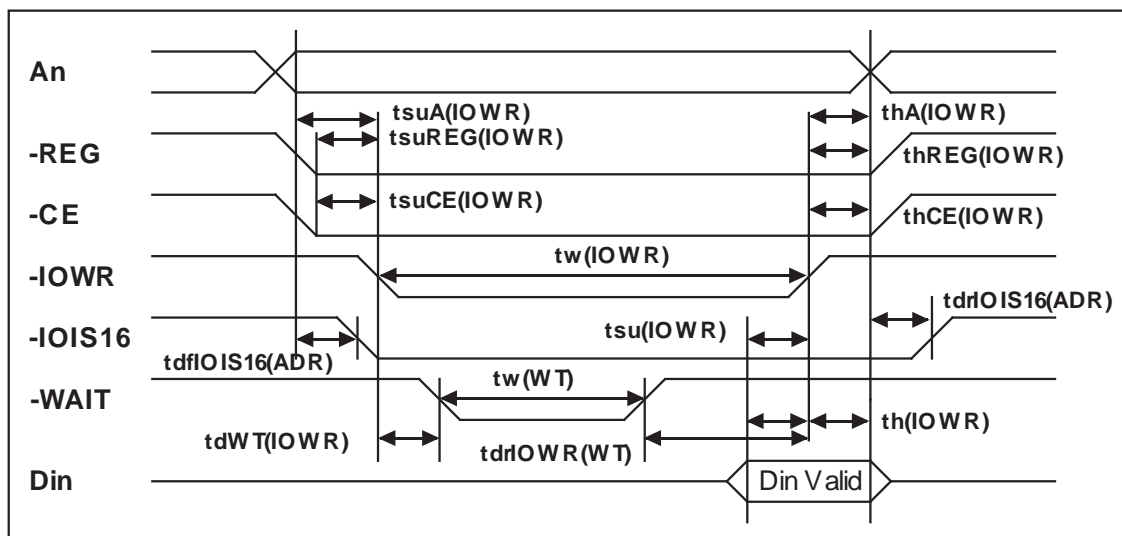 An
tsuA(IOWR)
thA(IOWR)
tsuREG(IOWR)
-REG
thREG(IOWR)
tsuCE(IOWR)
thCE(IOWR)
-CE
tw(IOWR)
-IOWR
tdrIOIS16(ADR)
tsu(IOWR)
-IOIS16
tdfIOIS16(ADR)
tw(WT)
-WAIT
th(IOWR)
tdWT(IOWR)
tdrIOWR(WT)
Din
Din Valid